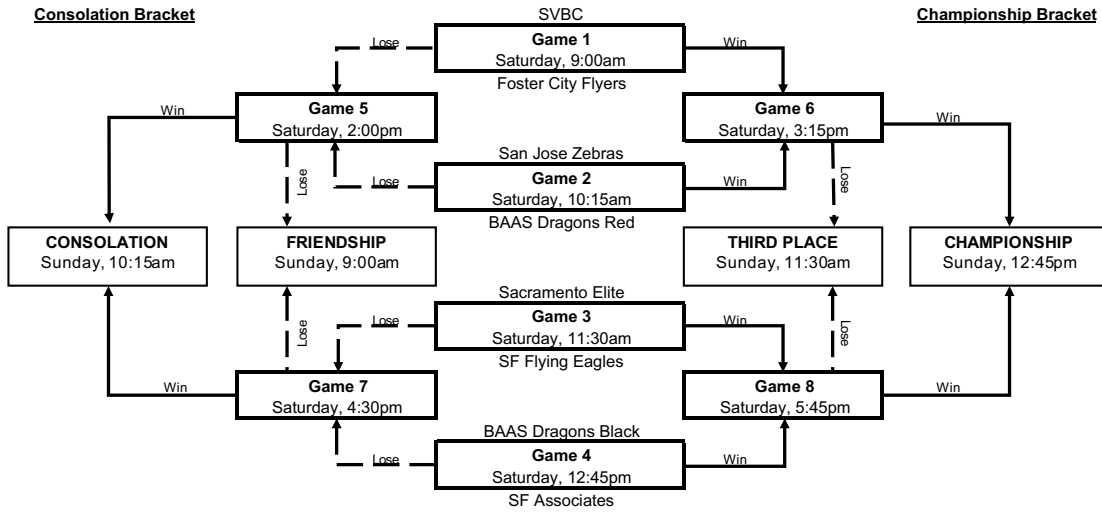 Consolation Bracket
SVBC
Championship Bracket
Game 1
Saturday, 9:00am
Lose
Win
Foster City Flyers
Game 5
Saturday, 2:00pm
Win
Game 6
Saturday, 3:15pm
Win
San Jose Zebras
Game 2
Saturday, 10:15am
Lose
Win
Lose
Lose
BAAS Dragons Red
CONSOLATION
Sunday, 10:15am
FRIENDSHIP
Sunday, 9:00am
THIRD PLACE
Sunday, 11:30am
CHAMPIONSHIP
Sunday, 12:45pm
Sacramento Elite
Game 3
Saturday, 11:30am
Lose
Win
Lose
Lose
SF Flying Eagles
Game 7
Saturday, 4:30pm
Win
Game 8
Saturday, 5:45pm
Win
BAAS Dragons Black
Game 4
Saturday, 12:45pm
Lose
Win
SF Associates